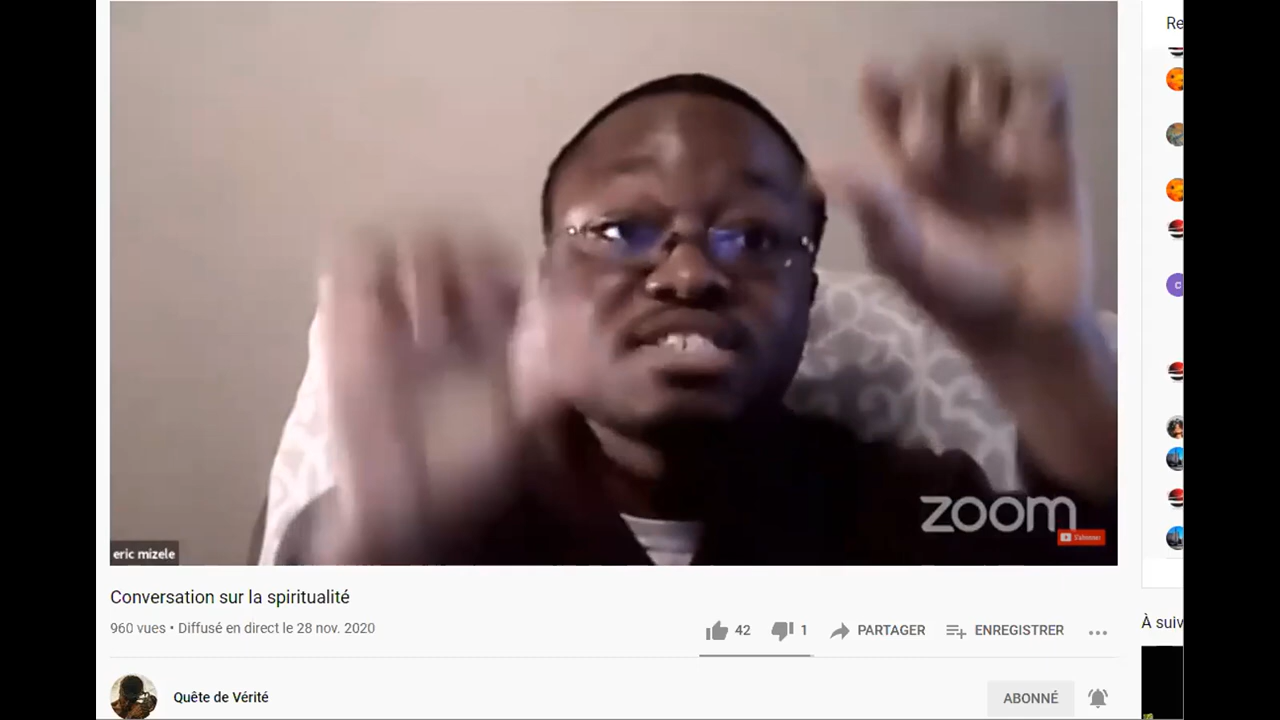 Re
c
zoom
S'abonner
eric mizele
Conversation sur la spiritualité
960 vues • Diffusé en direct le 28 nov. 2020
42 1 PARTAGER ENREGISTRER
À suiv
Quête de Vérité
ABONNÉ